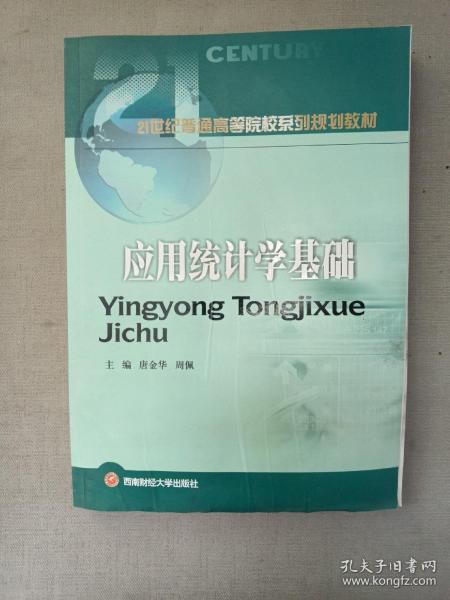 CENTURY
21
21世纪普通高等院校系列规划教材
应用统计学基础
Yingyong Tongjixue
Jichu
主 编 唐金华 周佩
西南财经大学出版社
孔夫子旧书网
www.kongfz.com